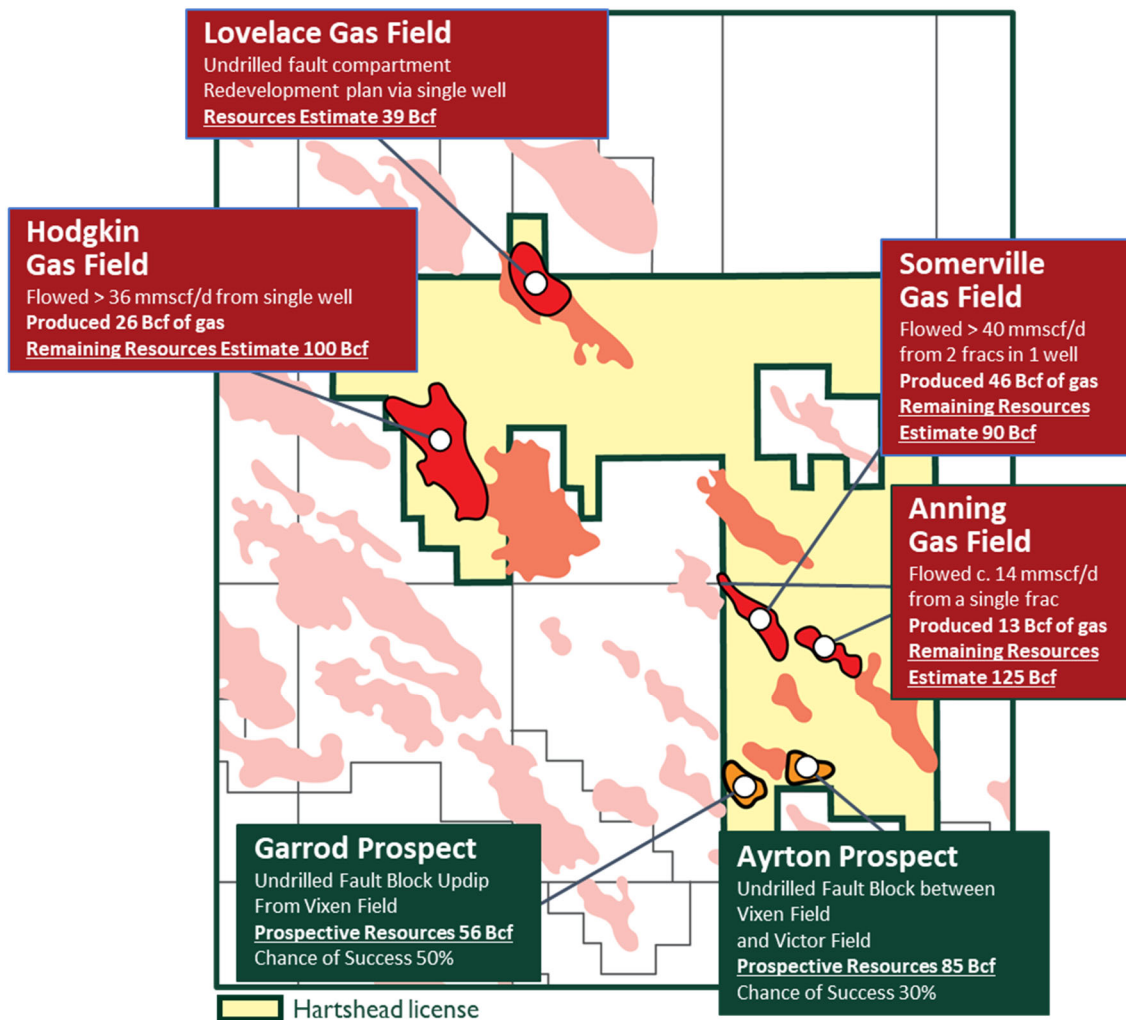 Lovelace Gas Field
Undrilled fault compartment
Redevelopment plan via single well
Resources Estimate 39 Bcf
Hodgkin
Gas Field
Flowed > 36 mmscf/d from single well
Produced 26 Bcf of gas
Remaining Resources Estimate 100 Bcf
Somerville
Gas Field
Flowed > 40 mmscf/d
from 2 fracs in 1 well
Produced 46 Bcf of gas
Remaining Resources
Estimate 90 Bcf
Anning
Gas Field
Flowed c. 14 mmscf/d
from a single frac
Produced 13 Bcf of gas
Remaining Resources
Estimate 125 Bcf
Garrod Prospect
Undrilled Fault Block Updip
From Vixen Field
Prospective Resources 56 Bcf
Chance of Success 50%
Ayrton Prospect
Undrilled Fault Block between
Vixen Field
and Victor Field
Prospective Resources 85 Bcf
Chance of Success 30%
Hartshead license